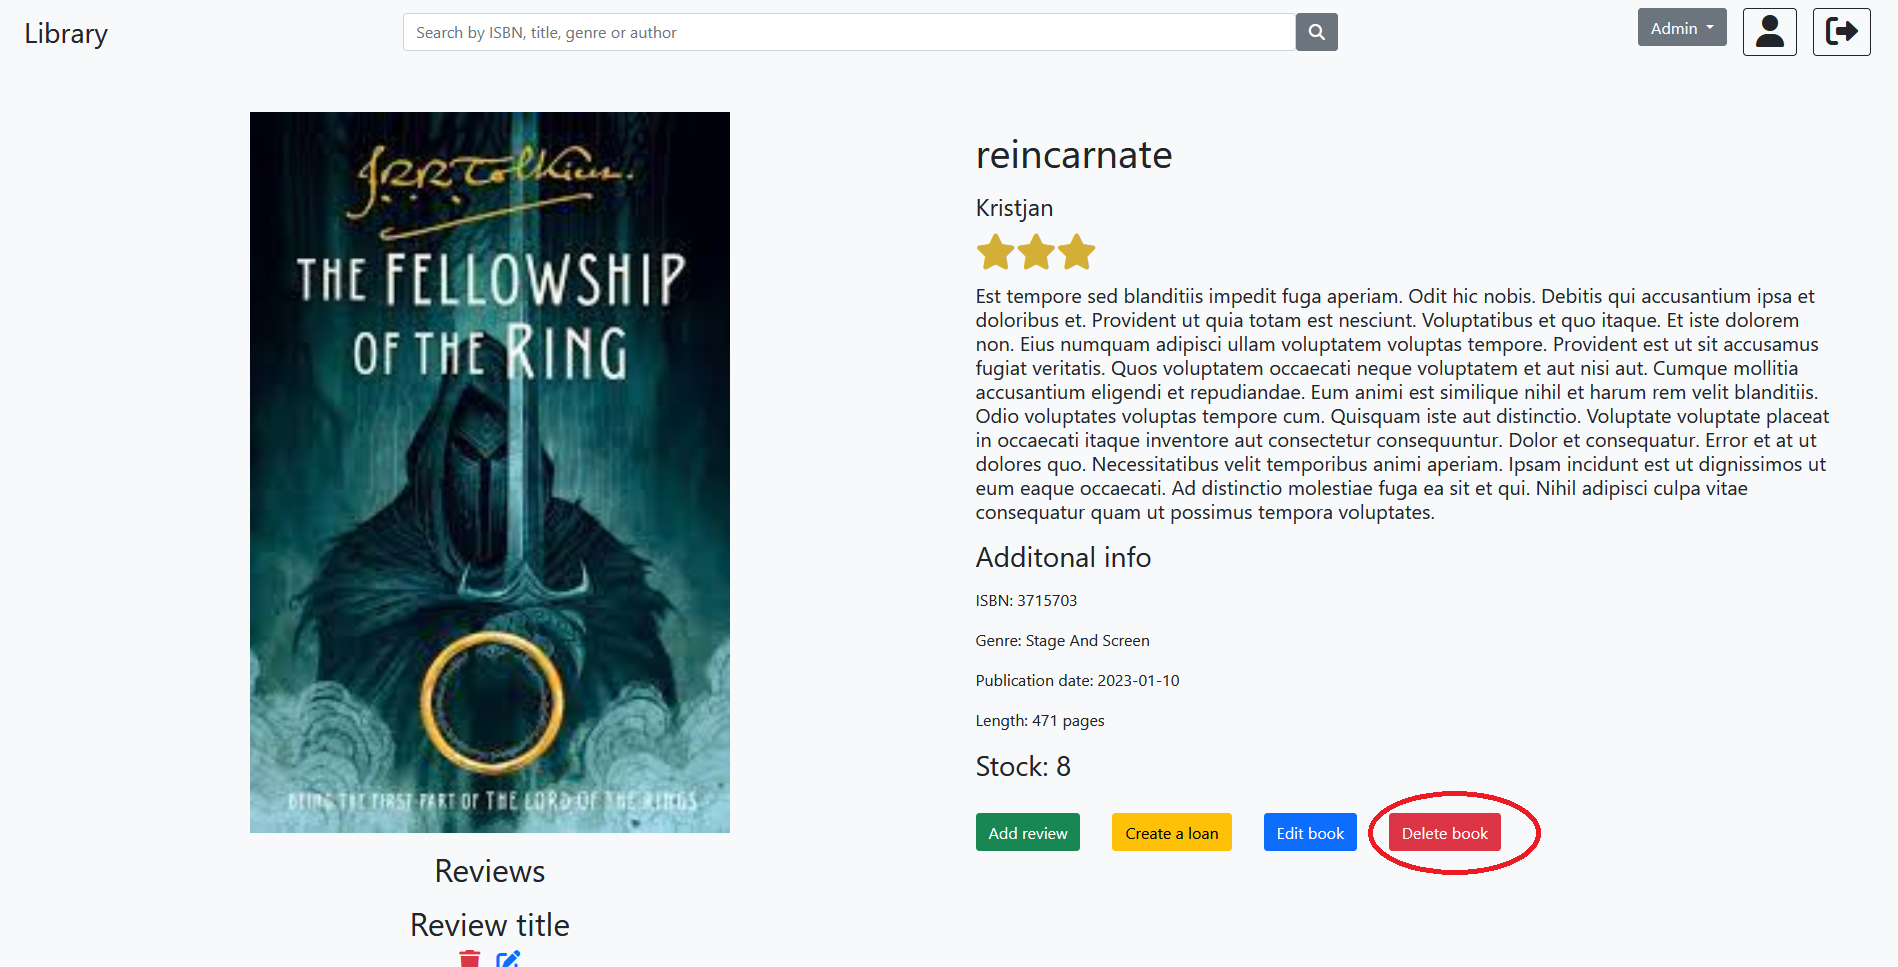 Library
Search by ISBN, title, genre or author
Admin
J.R.R. Tolkien.
THE FELLOWSHIP
OF THE RING
BEING THE FIRST PART OF THE LORD OF THE RINGS
reincarnate
Kristjan
Est tempore sed blanditiis impedit fuga aperiam. Odit hic nobis. Debitis qui accusantium ipsa et
doloribus et. Provident ut quia totam est nesciunt. Voluptatibus et quo itaque. Et iste dolorem
non. Eius numquam adipisci ullam voluptatem voluptas tempore. Provident est ut sit accusamus
fugiat veritatis. Quos voluptatem occaecati neque voluptatem et aut nisi aut. Cumque mollitia
accusantium eligendi et repudiandae. Eum animi est similique nihil et harum rem velit blanditiis.
Odio voluptates voluptas tempore cum. Quisquam iste aut distinctio. Voluptate voluptate placeat
in occaecati itaque inventore aut consectetur consequuntur. Dolor et consequatur. Error et at ut
dolores quo. Necessitatibus velit temporibus animi aperiam. Ipsam incidunt est ut dignissimos ut
eum eaque occaecati. Ad distinctio molestiae fuga ea sit et qui. Nihil adipisci culpa vitae
consequatur quam ut possimus tempora voluptates.
Additonal info
ISBN: 3715703
Genre: Stage And Screen
Publication date: 2023-01-10
Length: 471 pages
Stock: 8
Add review
Create a loan
Edit book
Delete book
Reviews
Review title